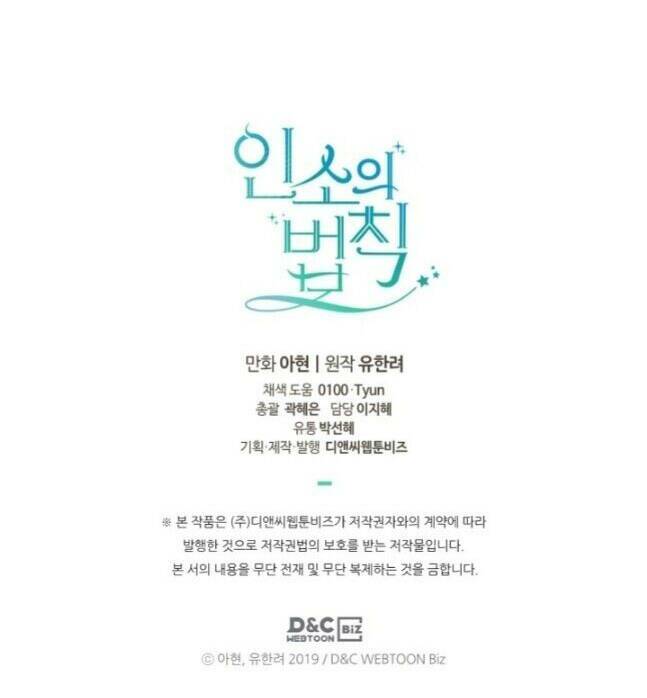 인소의
법칙
만화 아현 | 원작 유한려
채색 도움 0100·Tyun
총괄 곽혜은 담당 이지혜
유통 박선혜
기획·제작·발행 디앤씨웹툰비즈
※ 본 작품은 (주)디앤씨웹툰비즈가 저작권자와의 계약에 따라
발행한 것으로 저작권법의 보호를 받는 저작물입니다.
본 서의 내용을 무단 전재 및 무단 복제하는 것을 금합니다.
D&C
WEBTOON BiZ
ⓒ 아현, 유한려 2019 / D&C WEBTOON Biz